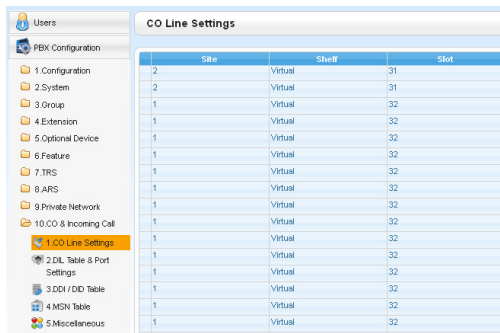 Users
CO Line Settings
PBX Configuration
1.Configuration
2.System
3.Group
4.Extension
5.Optional Device
6.Feature
7.TRS
8.ARS
9.Private Network
10.CO & Incoming Call
1.CO Line Settings
2.DIL Table & Port
Settings
3.DDI / DID Table
4.MSN Table
5.Miscellaneous
Site Shelf Slot
2 Virtual 31
2 Virtual 31
1 Virtual 32
1 Virtual 32
1 Virtual 32
1 Virtual 32
1 Virtual 32
1 Virtual 32
1 Virtual 32
1 Virtual 32
1 Virtual 32
1 Virtual 32
1 Virtual 32
1 Virtual 32
1 Virtual 32
1 Virtual 32